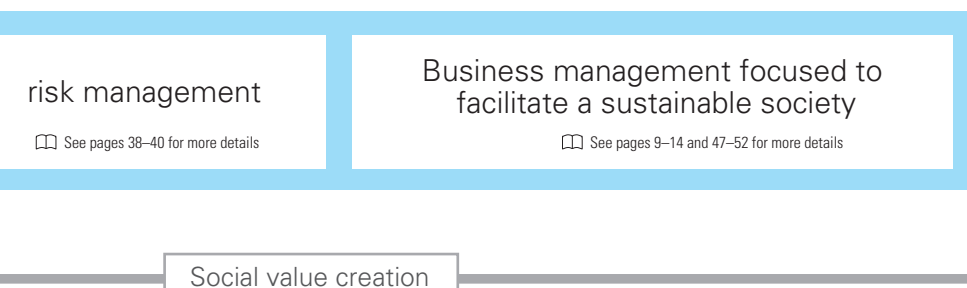 risk management
See pages 38–40 for more details
Business management focused to
facilitate a sustainable society
See pages 9–14 and 47–52 for more details
Social value creation